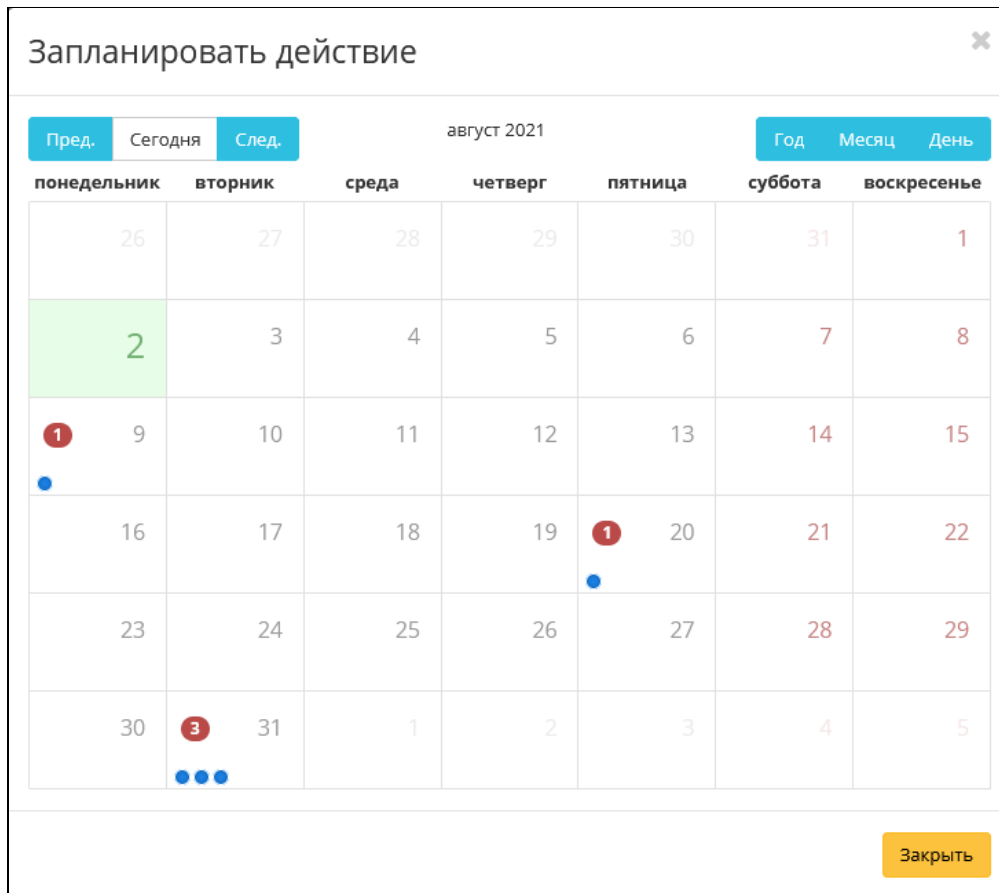 Запланировать действие ×
Пред. Сегодня След. август 2021 Год Месяц День
понедельник вторник среда четверг пятница суббота воскресенье
26 27 28 29 30 31 1
2 3 4 5 6 7 8
1 9 10 11 12 13 14 15
16 17 18 19 1 20 21 22
23 24 25 26 27 28 29
30 3 31 1 2 3 4 5
Закрыть